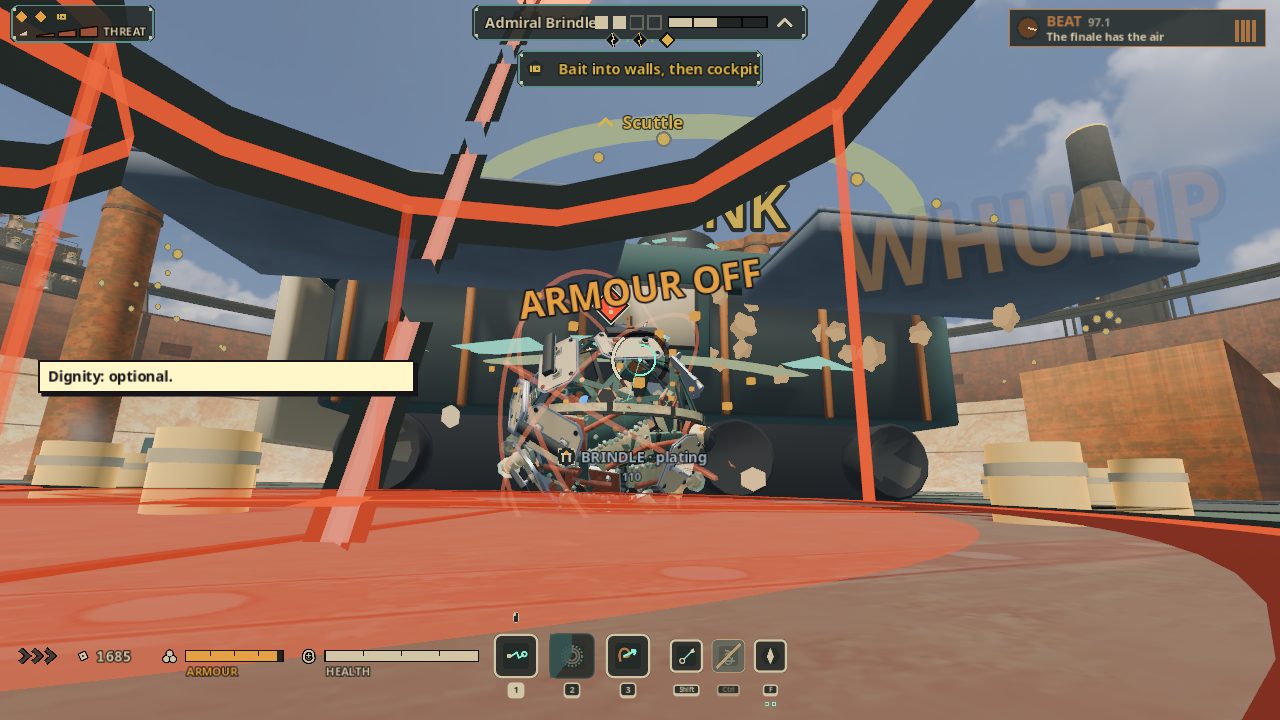 THREAT
Admiral Brindle
BEAT 97.1
The finale has the air
Bait into walls, then cockpit
Scuttle
NK
WHUMP
ARMOUR OFF
Dignity: optional.
BRINDLE · plating
110
1685
ARMOUR
HEALTH
1
2
3
Shift
Ctrl
F